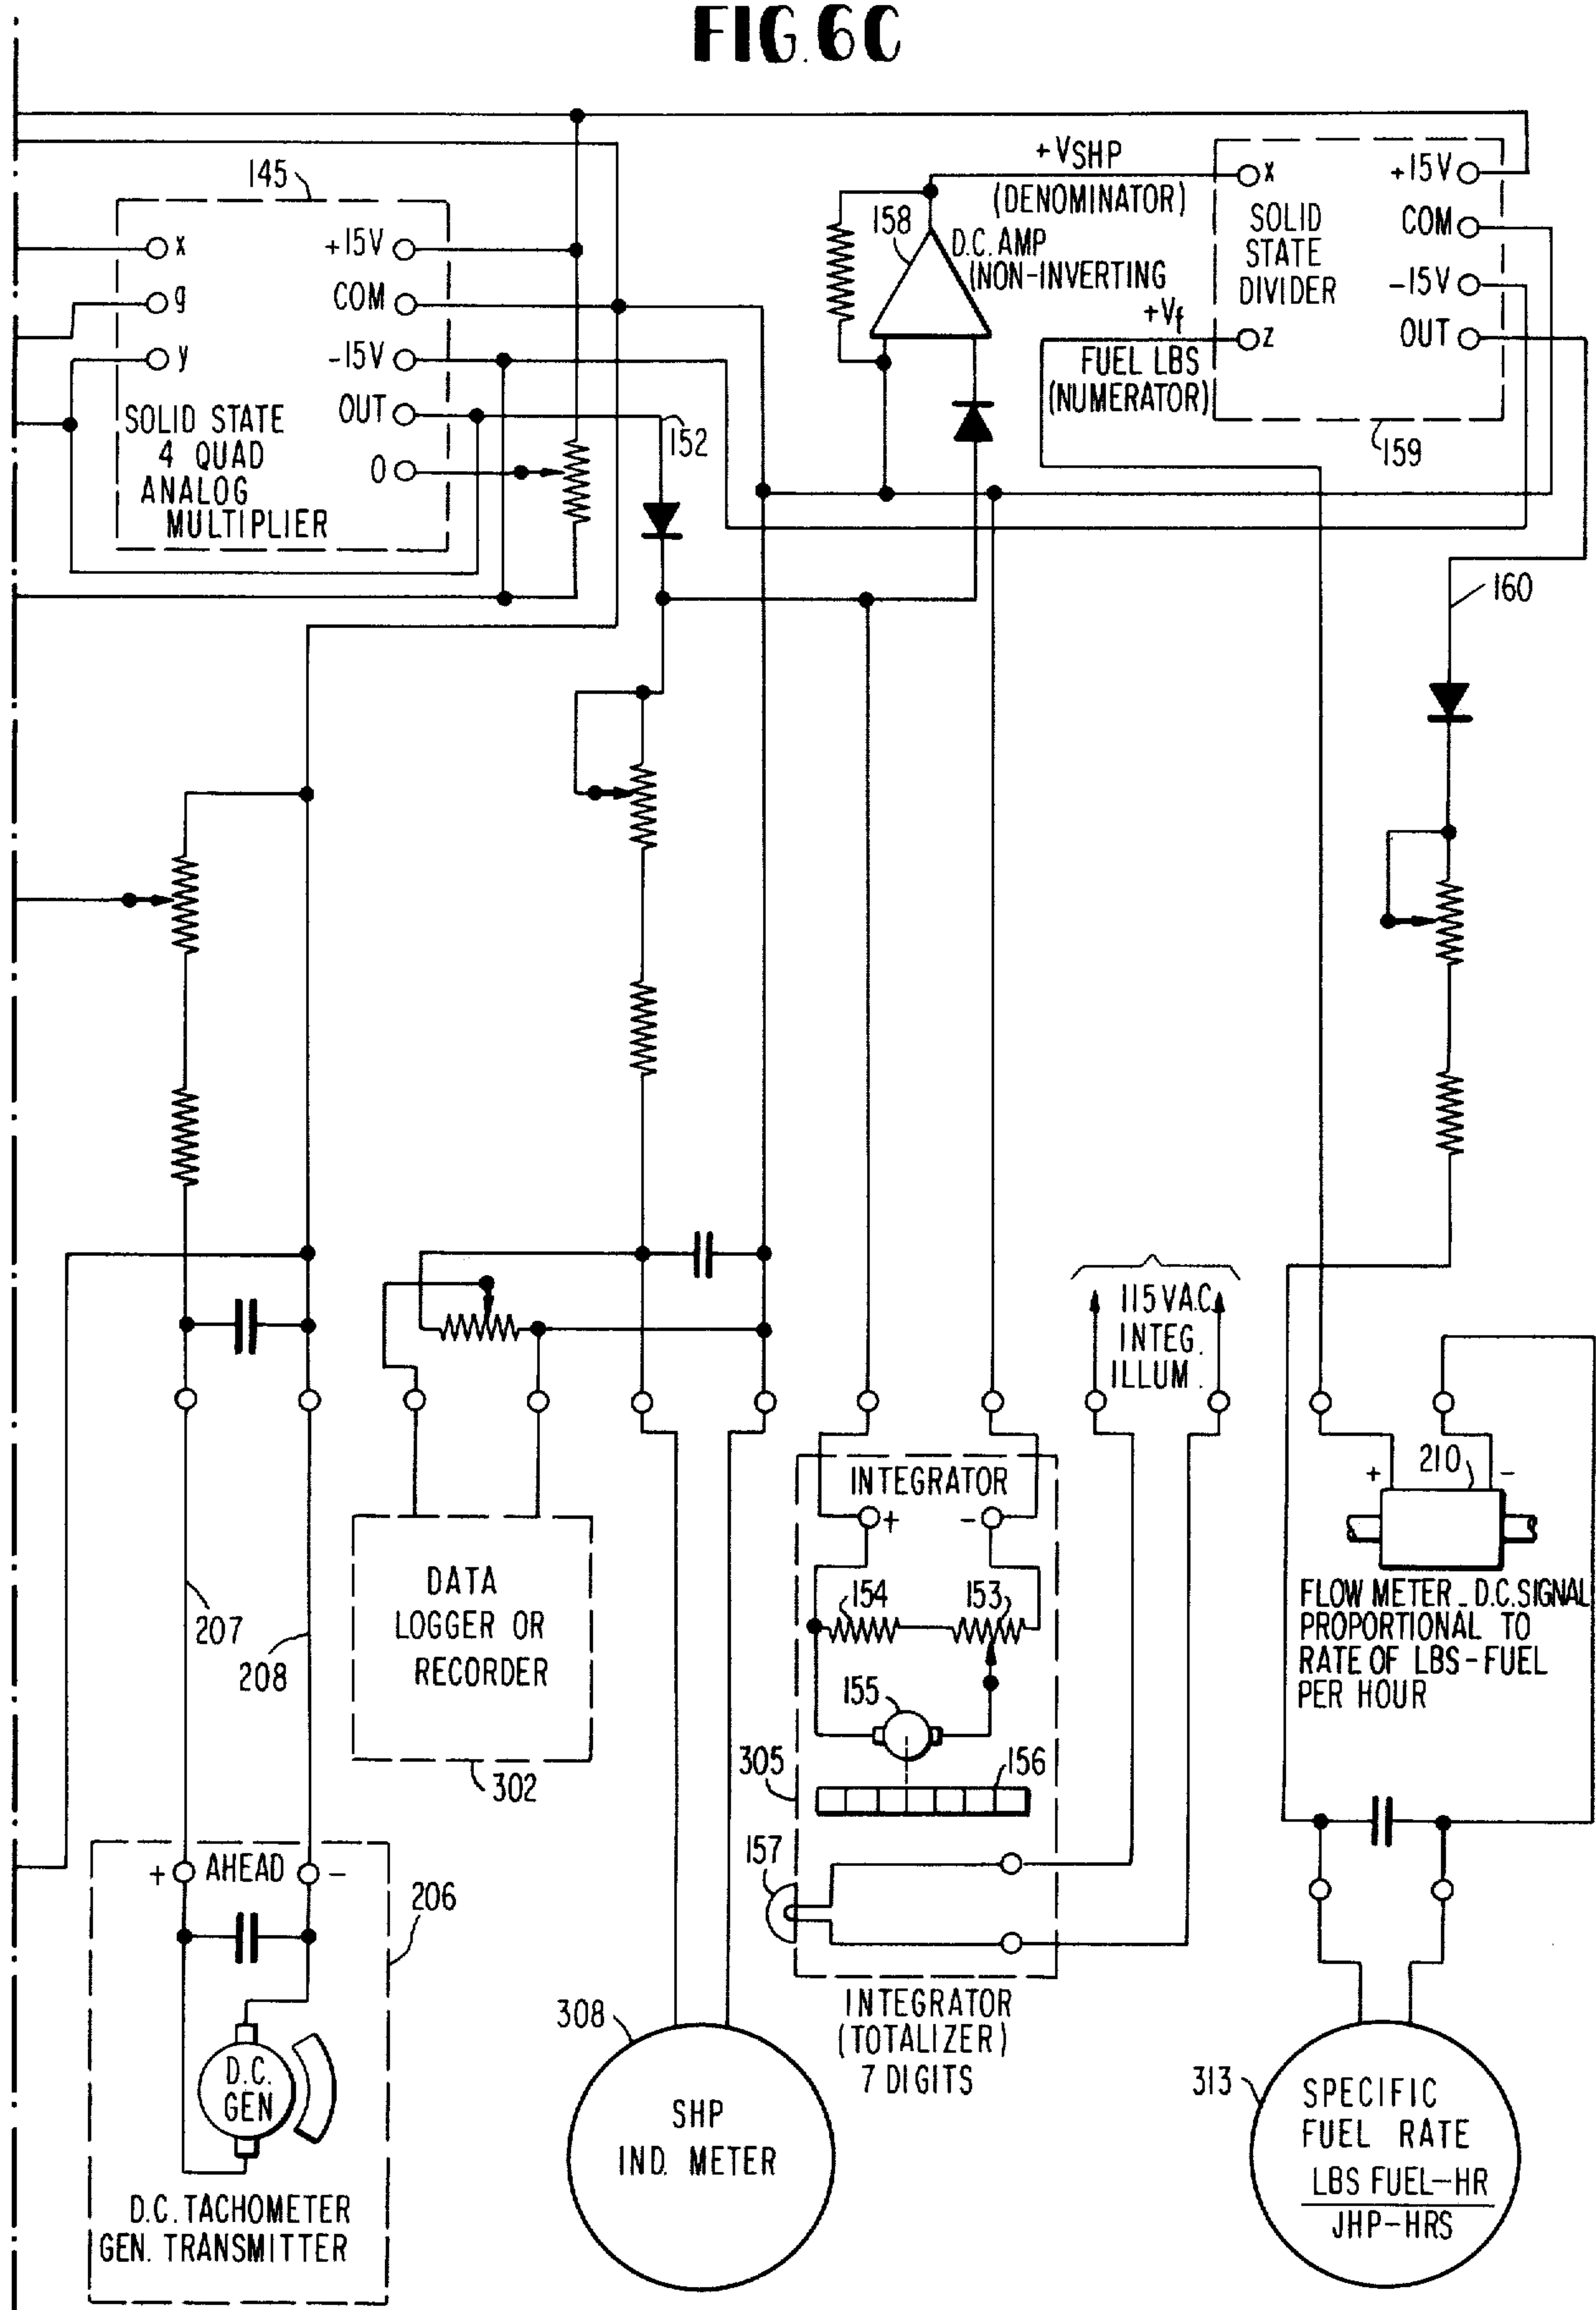 FIG. 6C
145
x
g
y
+15V
COM
-15V
OUT
0
SOLID STATE
4 QUAD
ANALOG
MULTIPLIER
152
158
+VSHP
(DENOMINATOR)
D.C. AMP
(NON-INVERTING
+Vf
FUEL LBS
(NUMERATOR)
x
z
SOLID
STATE
DIVIDER
+15V
COM
-15V
OUT
159
160
115 V.A.C.
INTEG.
ILLUM.
207
208
DATA
LOGGER OR
RECORDER
302
INTEGRATOR
+
-
154
153
155
156
305
157
INTEGRATOR
(TOTALIZER)
7 DIGITS
+
210
-
FLOW METER - D.C. SIGNAL
PROPORTIONAL TO
RATE OF LBS-FUEL
PER HOUR
+ AHEAD -
206
D.C.
GEN
D.C. TACHOMETER
GEN. TRANSMITTER
308
SHP
IND. METER
313
SPECIFIC
FUEL RATE
LBS FUEL-HR
JHP-HRS